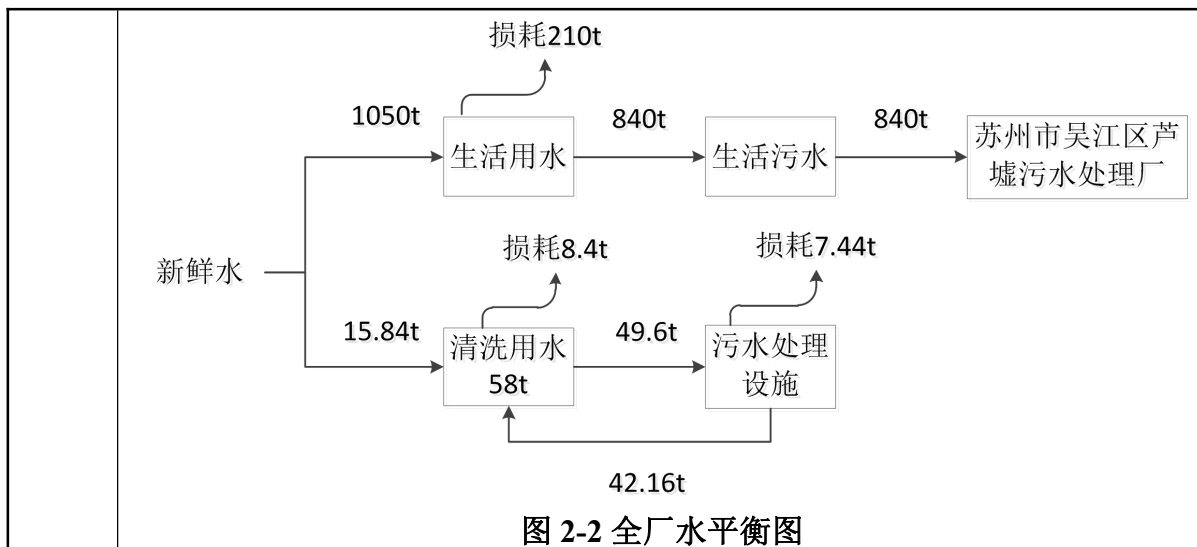 损耗210t
1050t
生活用水
840t
生活污水
840t
苏州市吴江区芦
墟污水处理厂
新鲜水
损耗8.4t
损耗7.44t
15.84t
清洗用水
58t
49.6t
污水处理
设施
42.16t
图 2-2 全厂水平衡图